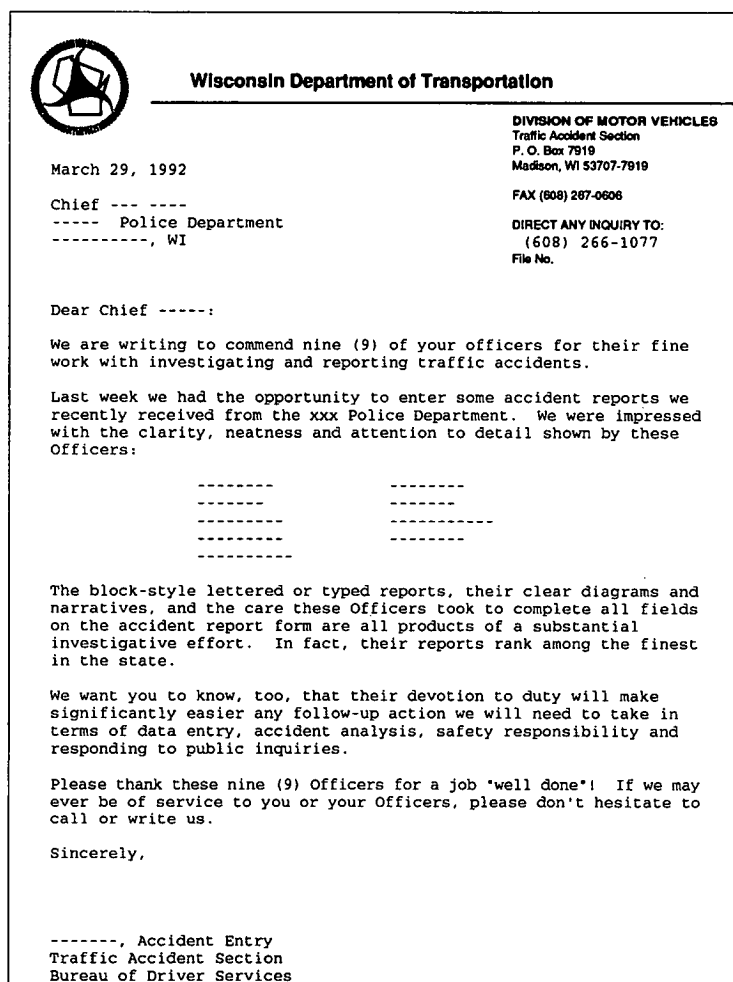 Wisconsin Department of Transportation
DIVISION OF MOTOR VEHICLES
Traffic Accident Section
P. O. Box 7919
Madison, WI 53707-7919
FAX (608) 267-0606
DIRECT ANY INQUIRY TO:
(608) 266-1077
File No.
March 29, 1992
Chief --- ----
----- Police Department
----------, WI
Dear Chief -----:
We are writing to commend nine (9) of your officers for their fine
work with investigating and reporting traffic accidents.
Last week we had the opportunity to enter some accident reports we
recently received from the xxx Police Department. We were impressed
with the clarity, neatness and attention to detail shown by these
Officers:
-------- --------
------- -------
--------- -----------
--------- --------
----------
The block-style lettered or typed reports, their clear diagrams and
narratives, and the care these Officers took to complete all fields
on the accident report form are all products of a substantial
investigative effort. In fact, their reports rank among the finest
in the state.
We want you to know, too, that their devotion to duty will make
significantly easier any follow-up action we will need to take in
terms of data entry, accident analysis, safety responsibility and
responding to public inquiries.
Please thank these nine (9) Officers for a job "well done"! If we may
ever be of service to you or your Officers, please don't hesitate to
call or write us.
Sincerely,
-------, Accident Entry
Traffic Accident Section
Bureau of Driver Services